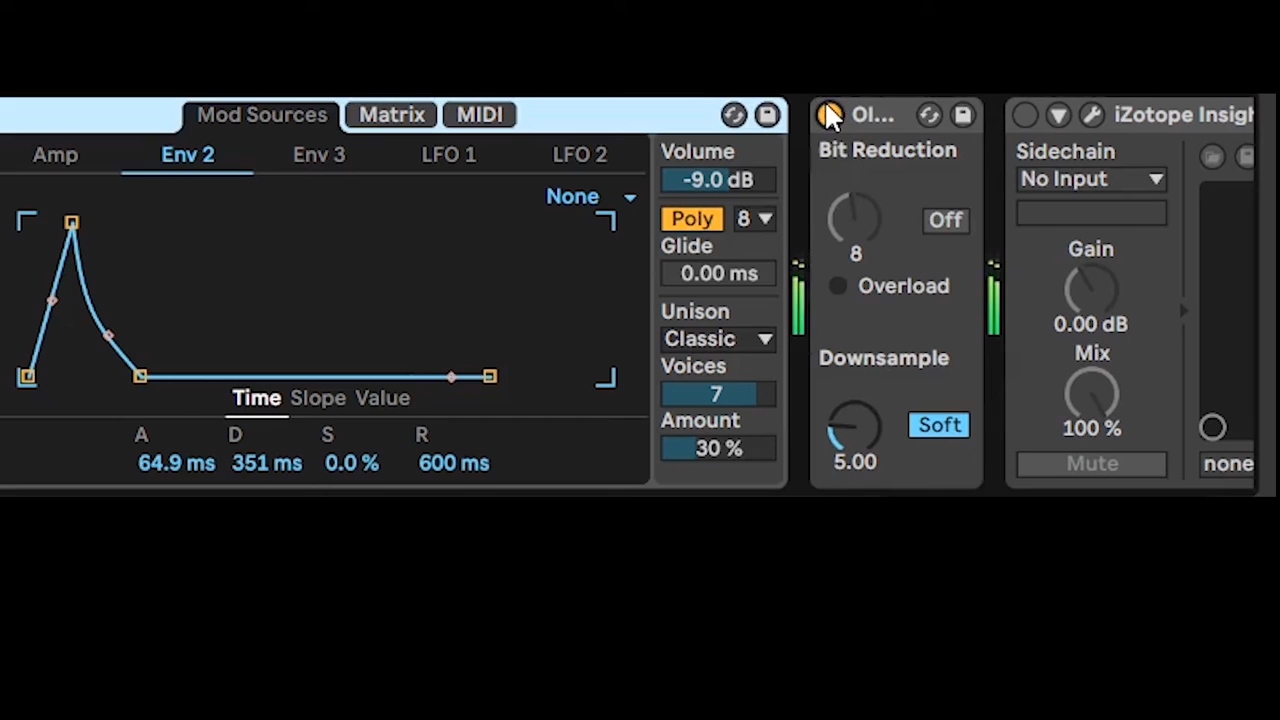 Mod Sources Matrix MIDI
Amp Env 2 Env 3 LFO 1 LFO 2
None
Time Slope Value
A D S R
64.9 ms 351 ms 0.0 % 600 ms
Volume
-9.0 dB
Poly 8
Glide
0.00 ms
Unison
Classic
Voices
7
Amount
30 %
Bit Reduction
8
Off
Overload
Downsample
5.00
Soft
iZotope Insigh
Sidechain
No Input
Gain
0.00 dB
Mix
100 %
Mute
none